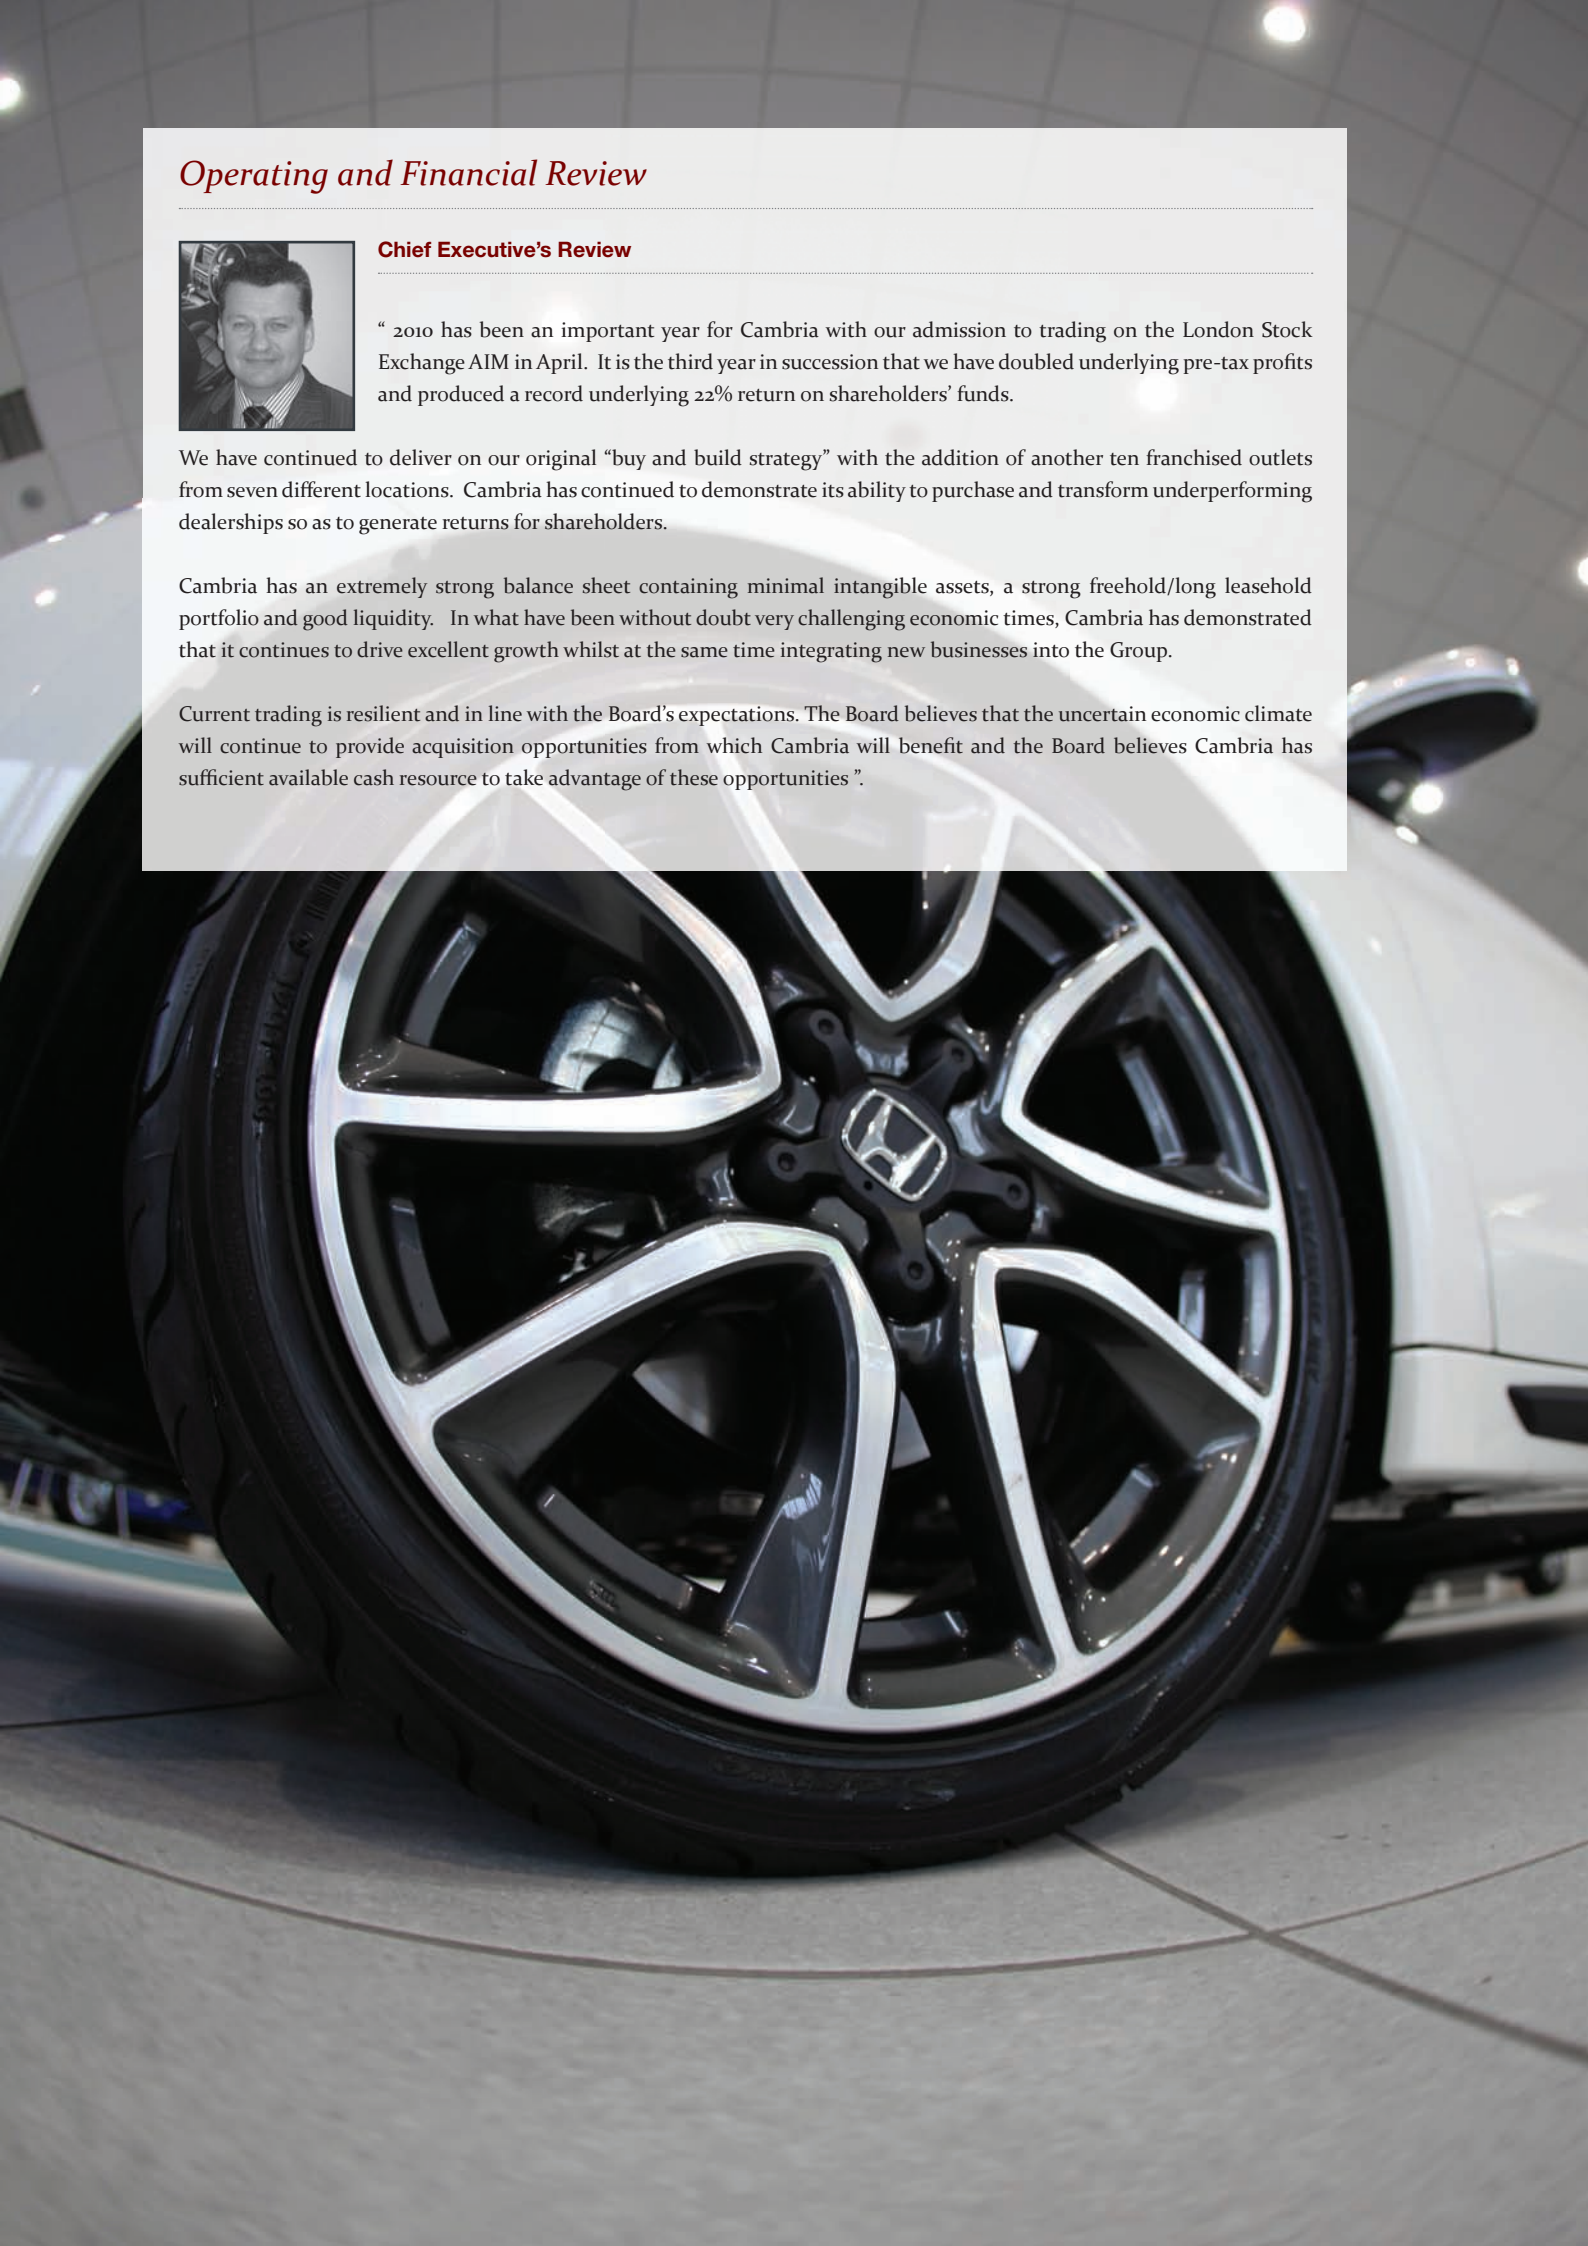 Operating and Financial Review
Chief Executive’s Review
“ 2010 has been an important year for Cambria with our admission to trading on the London Stock
Exchange AIM in April.  It is the third year in succession that we have doubled underlying pre-tax profits
and produced a record underlying 22% return on shareholders’ funds.
We have continued to deliver on our original “buy and build strategy” with the addition of another ten franchised outlets
from seven different locations.  Cambria has continued to demonstrate its ability to purchase and transform underperforming
dealerships so as to generate returns for shareholders.
Cambria has an extremely strong balance sheet containing minimal intangible assets, a strong freehold/long leasehold
portfolio and good liquidity.   In what have been without doubt very challenging economic times, Cambria has demonstrated
that it continues to drive excellent growth whilst at the same time integrating new businesses into the Group.
Current trading is resilient and in line with the Board’s expectations. The Board believes that the uncertain economic climate
will continue to provide acquisition opportunities from which Cambria will benefit and the Board believes Cambria has
sufficient available cash resource to take advantage of these opportunities ”.